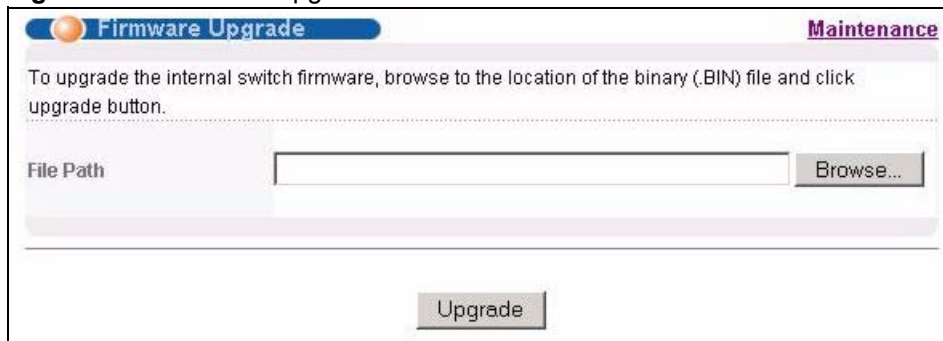 Firmware Upgrade
Maintenance
To upgrade the internal switch firmware, browse to the location of the binary (.BIN) file and click
upgrade button.
File Path
Browse...
Upgrade